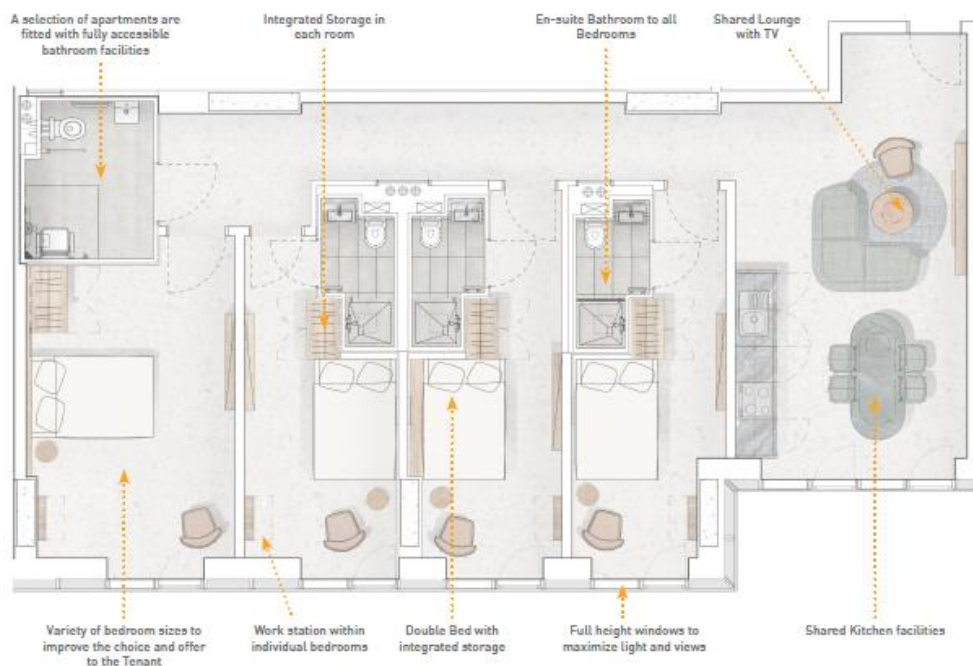 A selection of apartments are
fitted with fully accessible
bathroom facilities
Integrated Storage in
each room
En-suite Bathroom to all
Bedrooms
Shared Lounge
with TV
Variety of bedroom sizes to
improve the choice and offer
to the Tenant
Work station within
individual bedrooms
Double Bed with
integrated storage
Full height windows to
maximize light and views
Shared Kitchen facilities